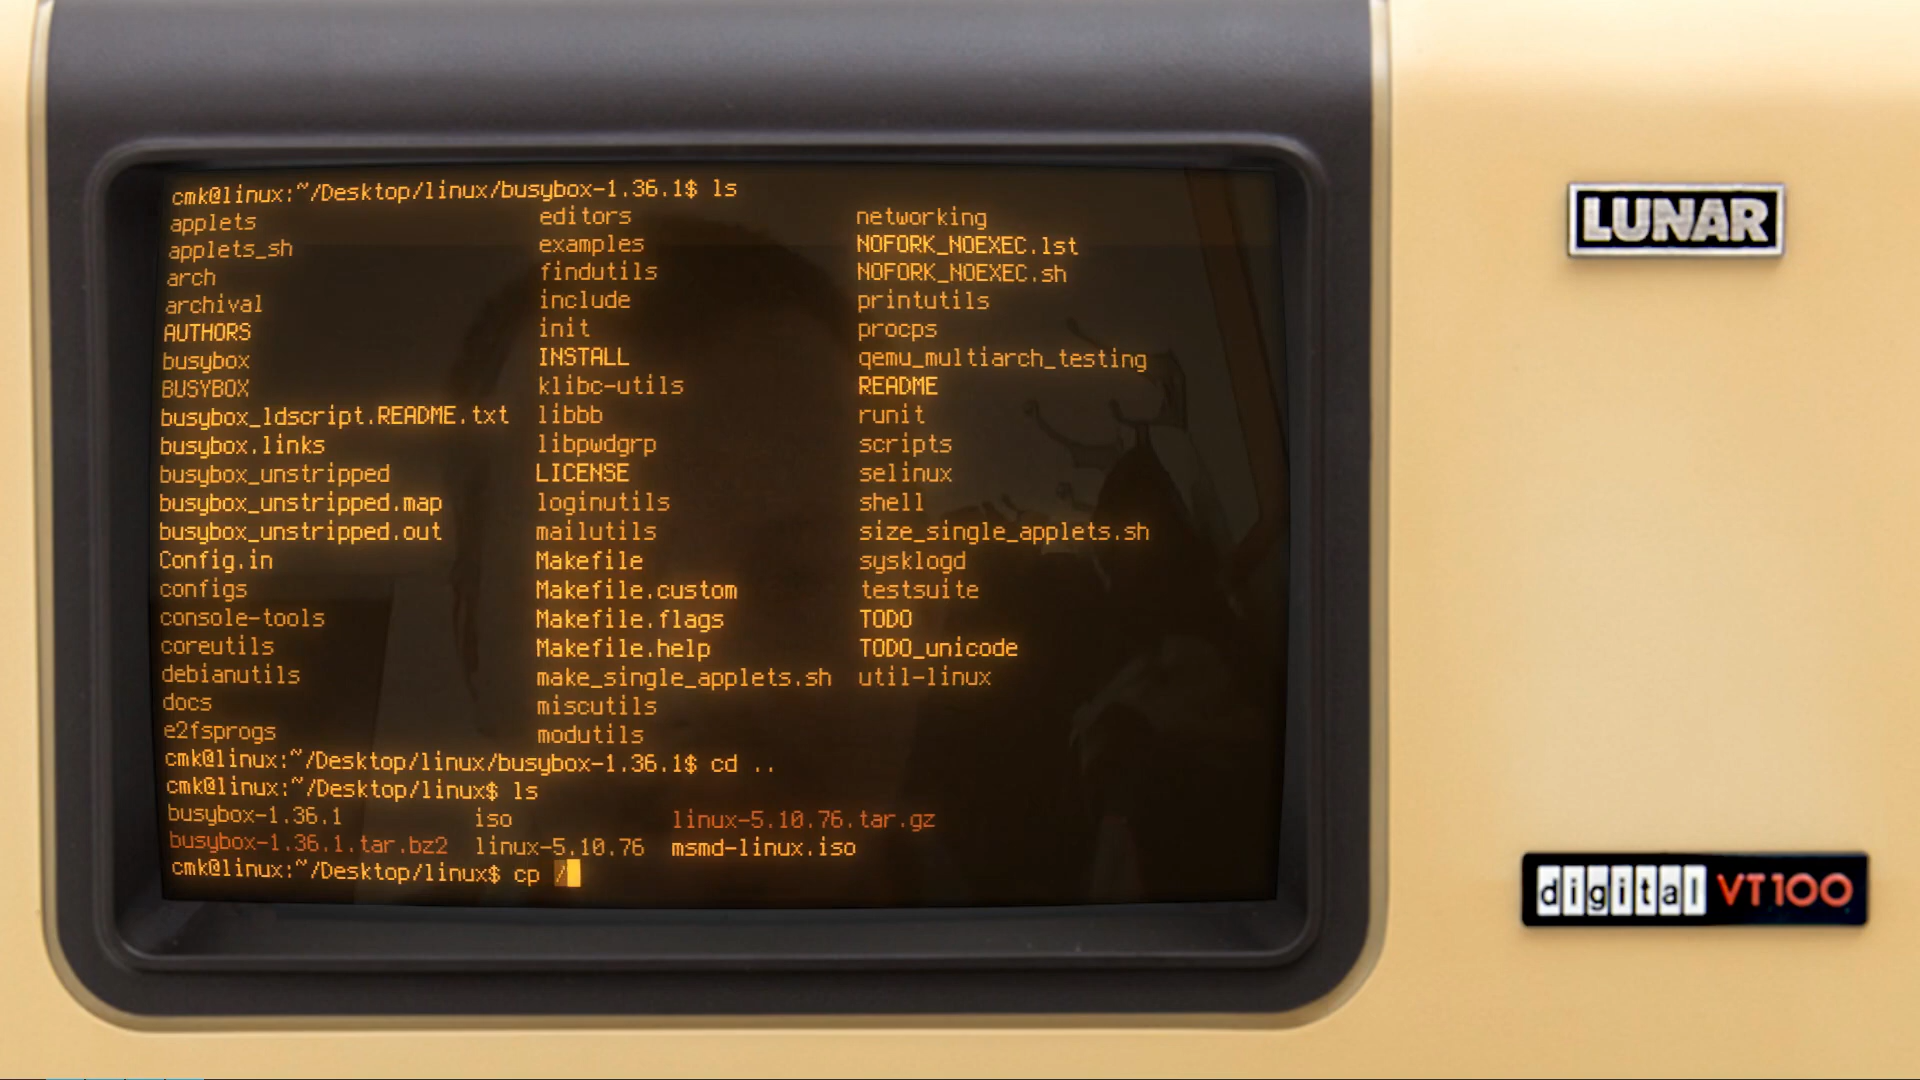 cmk@linux:~/Desktop/linux/busybox-1.36.1$ ls
applets editors networking
applets_sh examples NOFORK_NOEXEC.lst
arch findutils NOFORK_NOEXEC.sh
archival include printutils
AUTHORS init procps
busybox INSTALL qemu_multiarch_testing
BUSYBOX klibc-utils README
busybox_ldscript.README.txt libbb runit
busybox.links libpwdgrp scripts
busybox_unstripped LICENSE selinux
busybox_unstripped.map loginutils shell
busybox_unstripped.out mailutils size_single_applets.sh
Config.in Makefile sysklogd
configs Makefile.custom testsuite
console-tools Makefile.flags TODO
coreutils Makefile.help TODO_unicode
debianutils make_single_applets.sh util-linux
docs miscutils
e2fsprogs modutils
cmk@linux:~/Desktop/linux/busybox-1.36.1$ cd ..
cmk@linux:~/Desktop/linux$ ls
busybox-1.36.1 iso linux-5.10.76.tar.gz
busybox-1.36.1.tar.bz2 linux-5.10.76 msmd-linux.iso
cmk@linux:~/Desktop/linux$ cp /
LUNAR
digital VT100